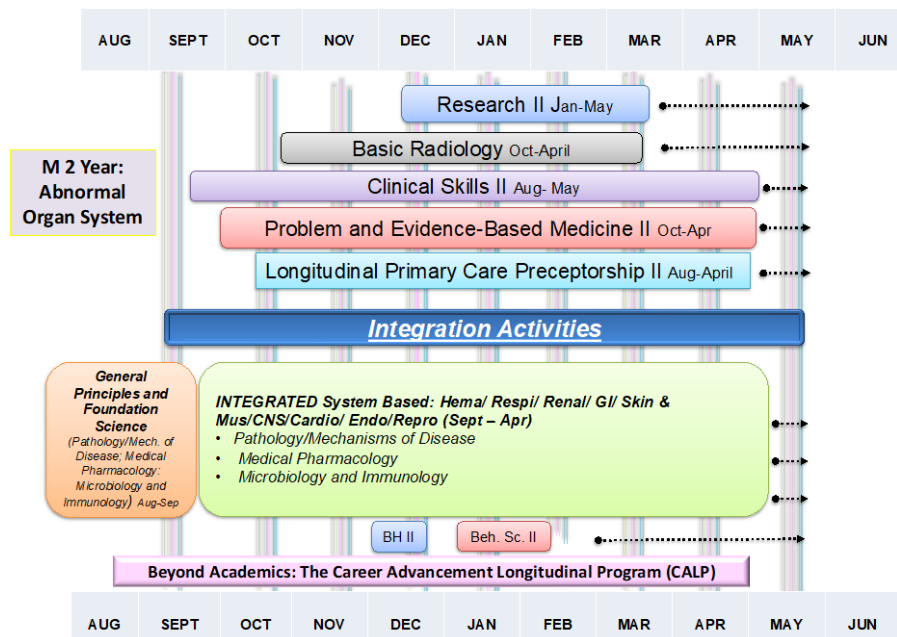 AUG SEPT OCT NOV DEC JAN FEB MAR APR MAY JUN
Research II Jan-May
Basic Radiology Oct-April
M 2 Year:
Abnormal
Organ System
Clinical Skills II Aug- May
Problem and Evidence-Based Medicine II Oct-Apr
Longitudinal Primary Care Preceptorship II Aug-April
Integration Activities
General
Principles and
Foundation
Science
(Pathology/Mech. of
Disease; Medical
Pharmacology:
Microbiology and
Immunology) Aug-Sep
INTEGRATED System Based: Hema/ Respi/ Renal/ GI/ Skin &
Mus/CNS/Cardio/ Endo/Repro (Sept – Apr)
• Pathology/Mechanisms of Disease
• Medical Pharmacology
• Microbiology and Immunology
BH II
Beh. Sc. II
Beyond Academics: The Career Advancement Longitudinal Program (CALP)
AUG SEPT OCT NOV DEC JAN FEB MAR APR MAY JUN